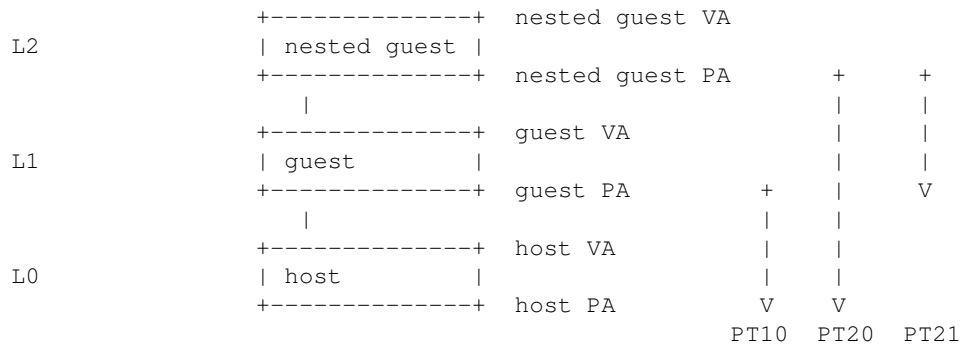 +--------------+  nested guest VA
L2                  | nested guest |
                    +--------------+  nested guest PA        +     +
                       |                                     |     |
                    +--------------+  guest VA               |     |
L1                  | guest        |                         |     |
                    +--------------+  guest PA          +    |     V
                       |                                |    |
                    +--------------+  host VA           |    |
L0                  | host         |                    |    |
                    +--------------+  host PA           V    V
                                                      PT10  PT20  PT21